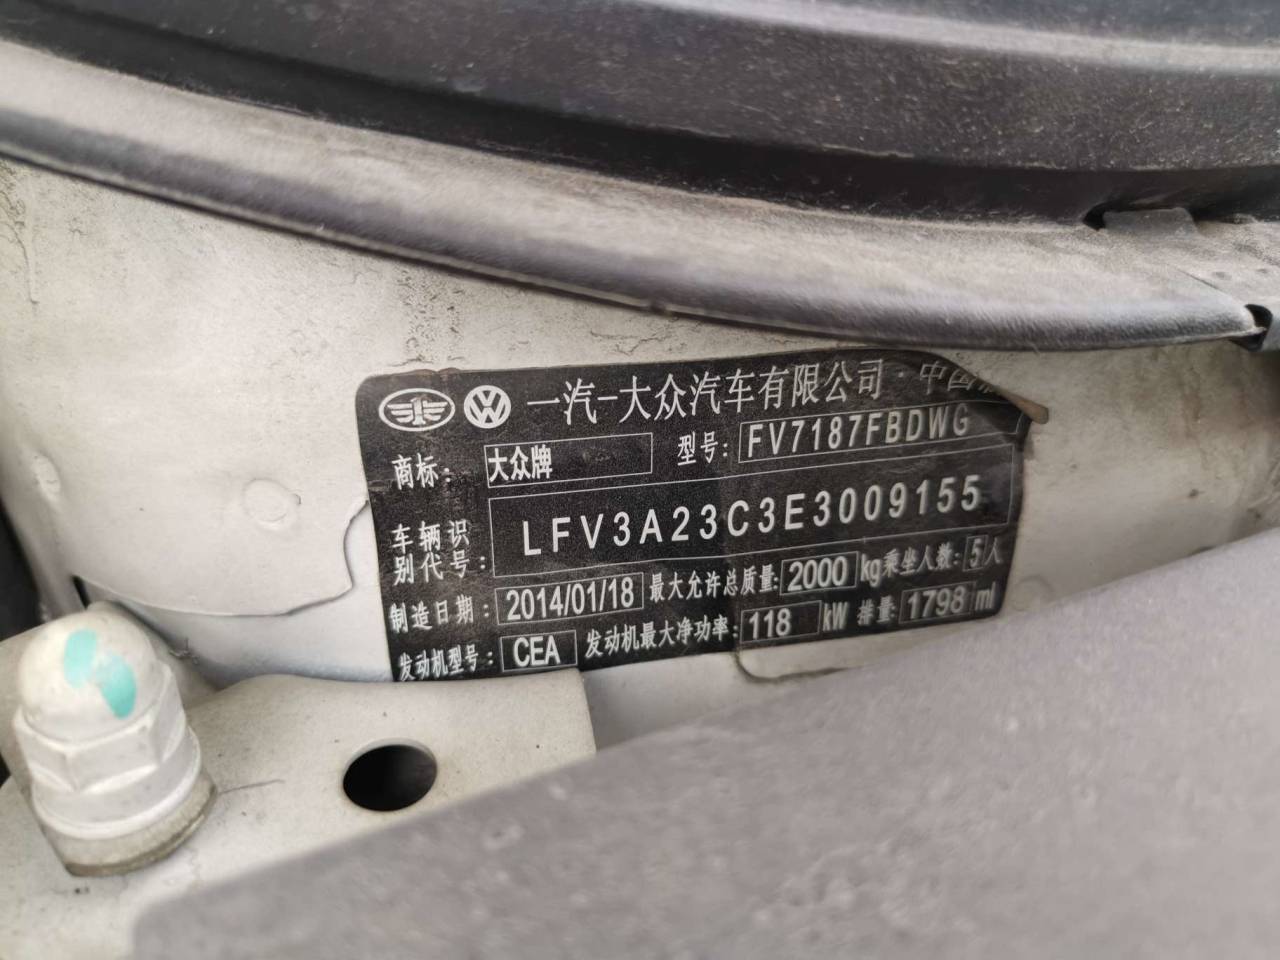 一汽-大众汽车有限公司·中国
商标: 大众牌 型号: FV7187FBDWG
车辆识别代号: LFV3A23C3E3009155
制造日期: 2014/01/18 最大允许总质量: 2000 kg 乘坐人数: 5 人
发动机型号: CEA 发动机最大净功率: 118 kW 排量: 1798 ml